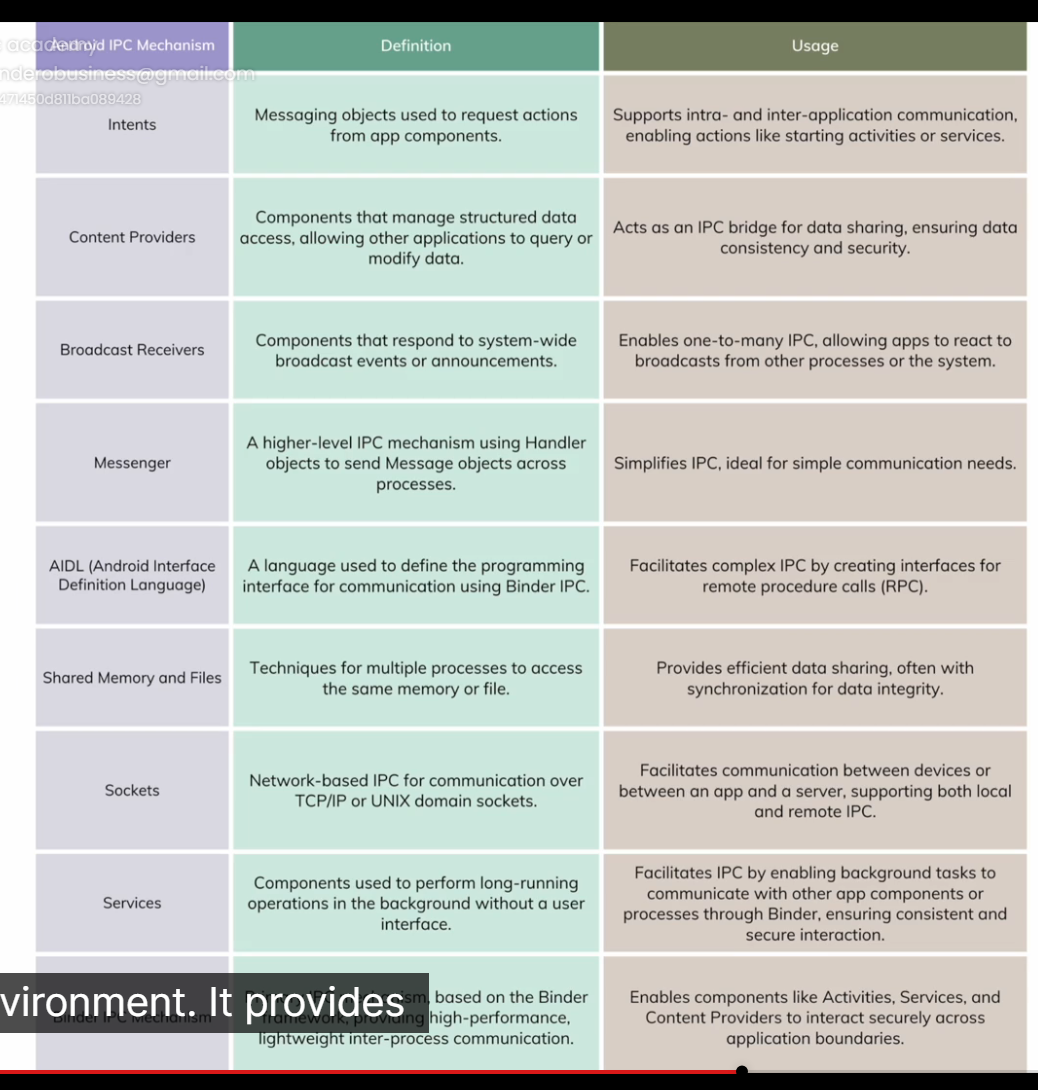 academy
nderobusiness@gmail.com
471450d811ba089428
Android IPC Mechanism
Definition
Usage
Intents
Messaging objects used to request actions
from app components.
Supports intra- and inter-application communication,
enabling actions like starting activities or services.
Content Providers
Components that manage structured data
access, allowing other applications to query or
modify data.
Acts as an IPC bridge for data sharing, ensuring data
consistency and security.
Broadcast Receivers
Components that respond to system-wide
broadcast events or announcements.
Enables one-to-many IPC, allowing apps to react to
broadcasts from other processes or the system.
Messenger
A higher-level IPC mechanism using Handler
objects to send Message objects across
processes.
Simplifies IPC, ideal for simple communication needs.
AIDL (Android Interface
Definition Language)
A language used to define the programming
interface for communication using Binder IPC.
Facilitates complex IPC by creating interfaces for
remote procedure calls (RPC).
Shared Memory and Files
Techniques for multiple processes to access
the same memory or file.
Provides efficient data sharing, often with
synchronization for data integrity.
Sockets
Network-based IPC for communication over
TCP/IP or UNIX domain sockets.
Facilitates communication between devices or
between an app and a server, supporting both local
and remote IPC.
Services
Components used to perform long-running
operations in the background without a user
interface.
Facilitates IPC by enabling background tasks to
communicate with other app components or
processes through Binder, ensuring consistent and
secure interaction.
Binder IPC Mechanism
based on the Binder
framework, providing high-performance,
lightweight inter-process communication.
Enables components like Activities, Services, and
Content Providers to interact securely across
application boundaries.
vironment. It provides